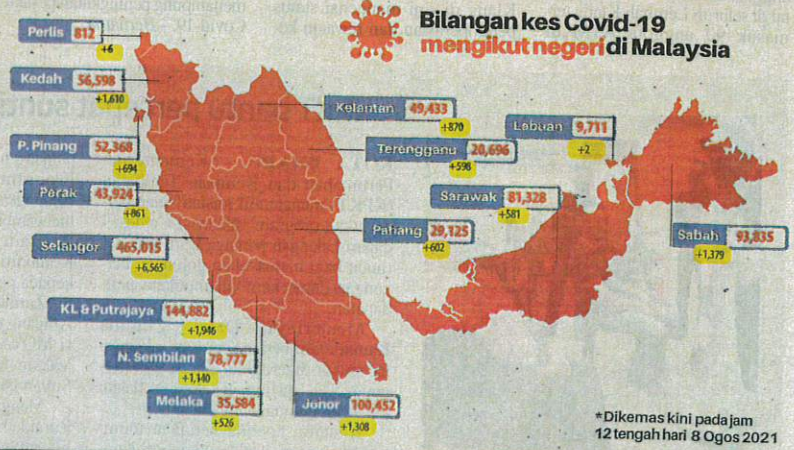 Bilangan kes Covid-19
mengikut negeri di Malaysia
Perlis 812
+6
Kedah 56,598
+1,610
P. Pinang 52,368
+694
Perak 43,924
+861
Selangor 465,015
+6,565
KL & Putrajaya 144,882
+1,946
N. Sembilan 78,777
+1,140
Melaka 35,584
+526
Johor 100,452
+1,308
Kelantan 49,433
+870
Terengganu 20,696
+598
Pahang 29,125
+602
Labuan 9,711
+2
Sarawak 81,328
+581
Sabah 93,835
+1,379
*Dikemas kini pada jam
12 tengah hari 8 Ogos 2021